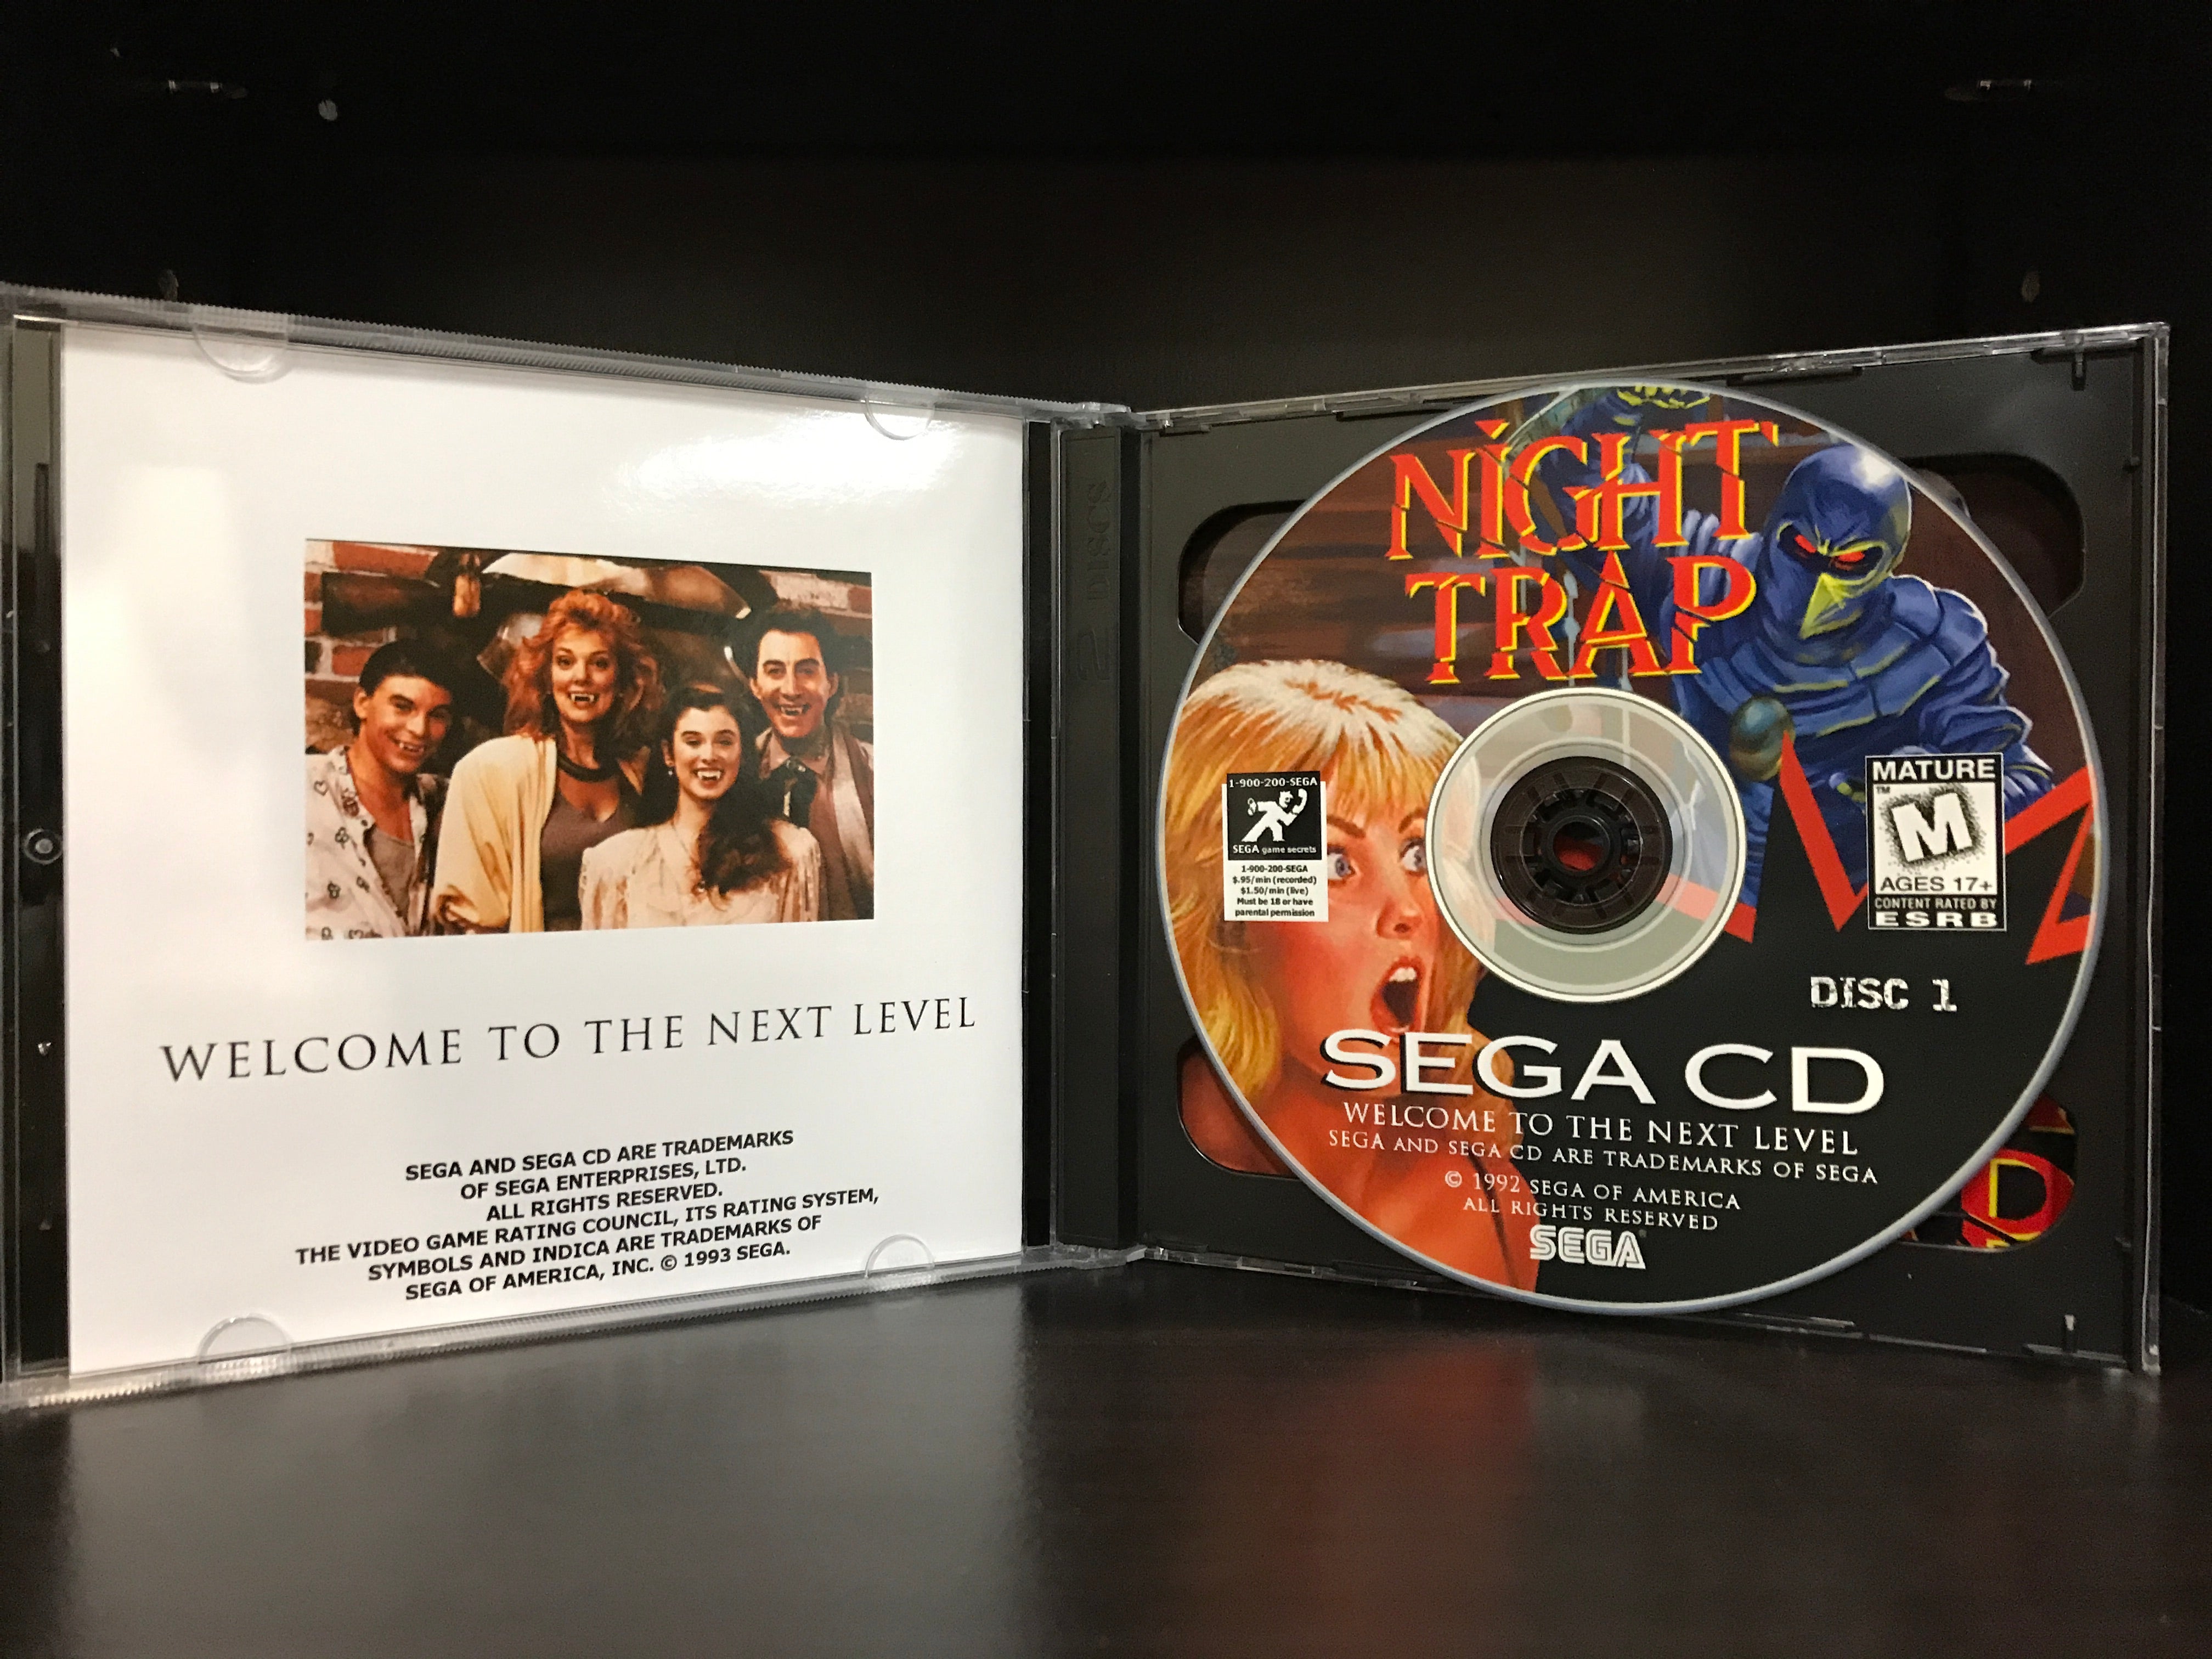 WELCOME TO THE NEXT LEVEL
SEGA AND SEGA CD ARE TRADEMARKS
OF SEGA ENTERPRISES, LTD.
ALL RIGHTS RESERVED.
THE VIDEO GAME RATING COUNCIL, ITS RATING SYSTEM,
SYMBOLS AND INDICA ARE TRADEMARKS OF
SEGA OF AMERICA, INC. © 1993 SEGA.
2 DISCS
NIGHT
TRAP
1-900-200-SEGA
SEGA game secrets
1-900-200-SEGA
$.95/min (recorded)
$1.50/min (live)
Must be 18 or have
parental permission
MATURE
TM
M
AGES 17+
CONTENT RATED BY
ESRB
DISC 1
SEGA CD
WELCOME TO THE NEXT LEVEL
SEGA AND SEGA CD ARE TRADEMARKS OF SEGA
© 1992 SEGA OF AMERICA
ALL RIGHTS RESERVED
SEGA